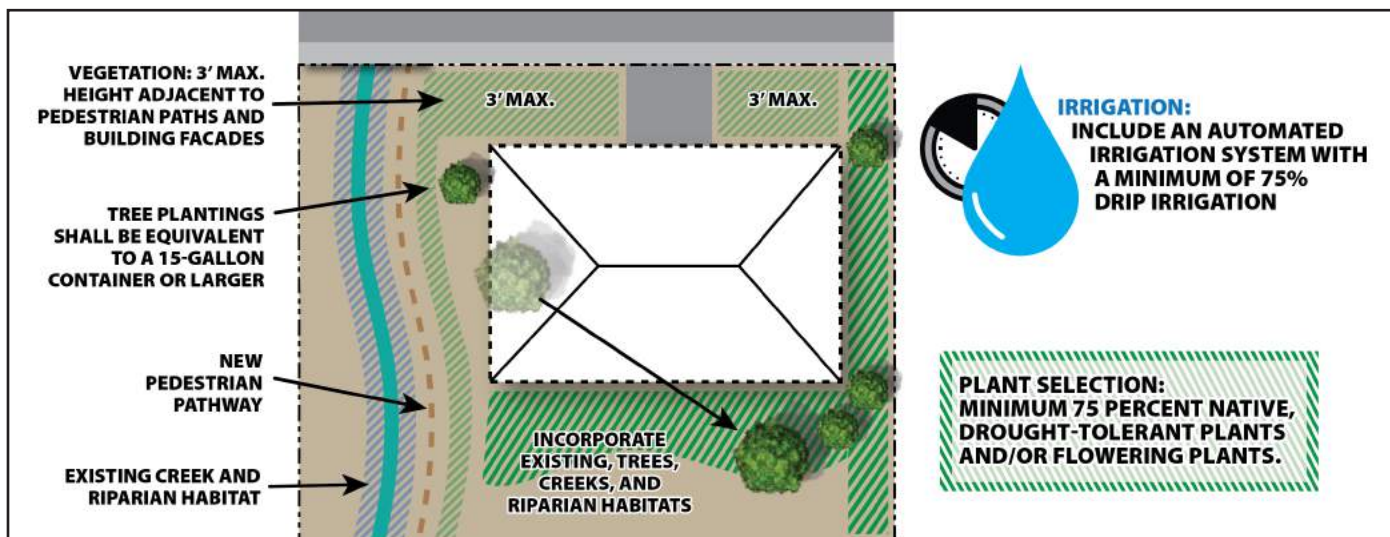 VEGETATION: 3' MAX.
HEIGHT ADJACENT TO
PEDESTRIAN PATHS AND
BUILDING FACADES
TREE PLANTINGS
SHALL BE EQUIVALENT
TO A 15-GALLON
CONTAINER OR LARGER
NEW
PEDESTRIAN
PATHWAY
EXISTING CREEK AND
RIPARIAN HABITAT
3' MAX.
3' MAX.
INCORPORATE
EXISTING, TREES,
CREEKS, AND
RIPARIAN HABITATS
IRRIGATION:
INCLUDE AN AUTOMATED
IRRIGATION SYSTEM WITH
A MINIMUM OF 75%
DRIP IRRIGATION
PLANT SELECTION:
MINIMUM 75 PERCENT NATIVE,
DROUGHT-TOLERANT PLANTS
AND/OR FLOWERING PLANTS.